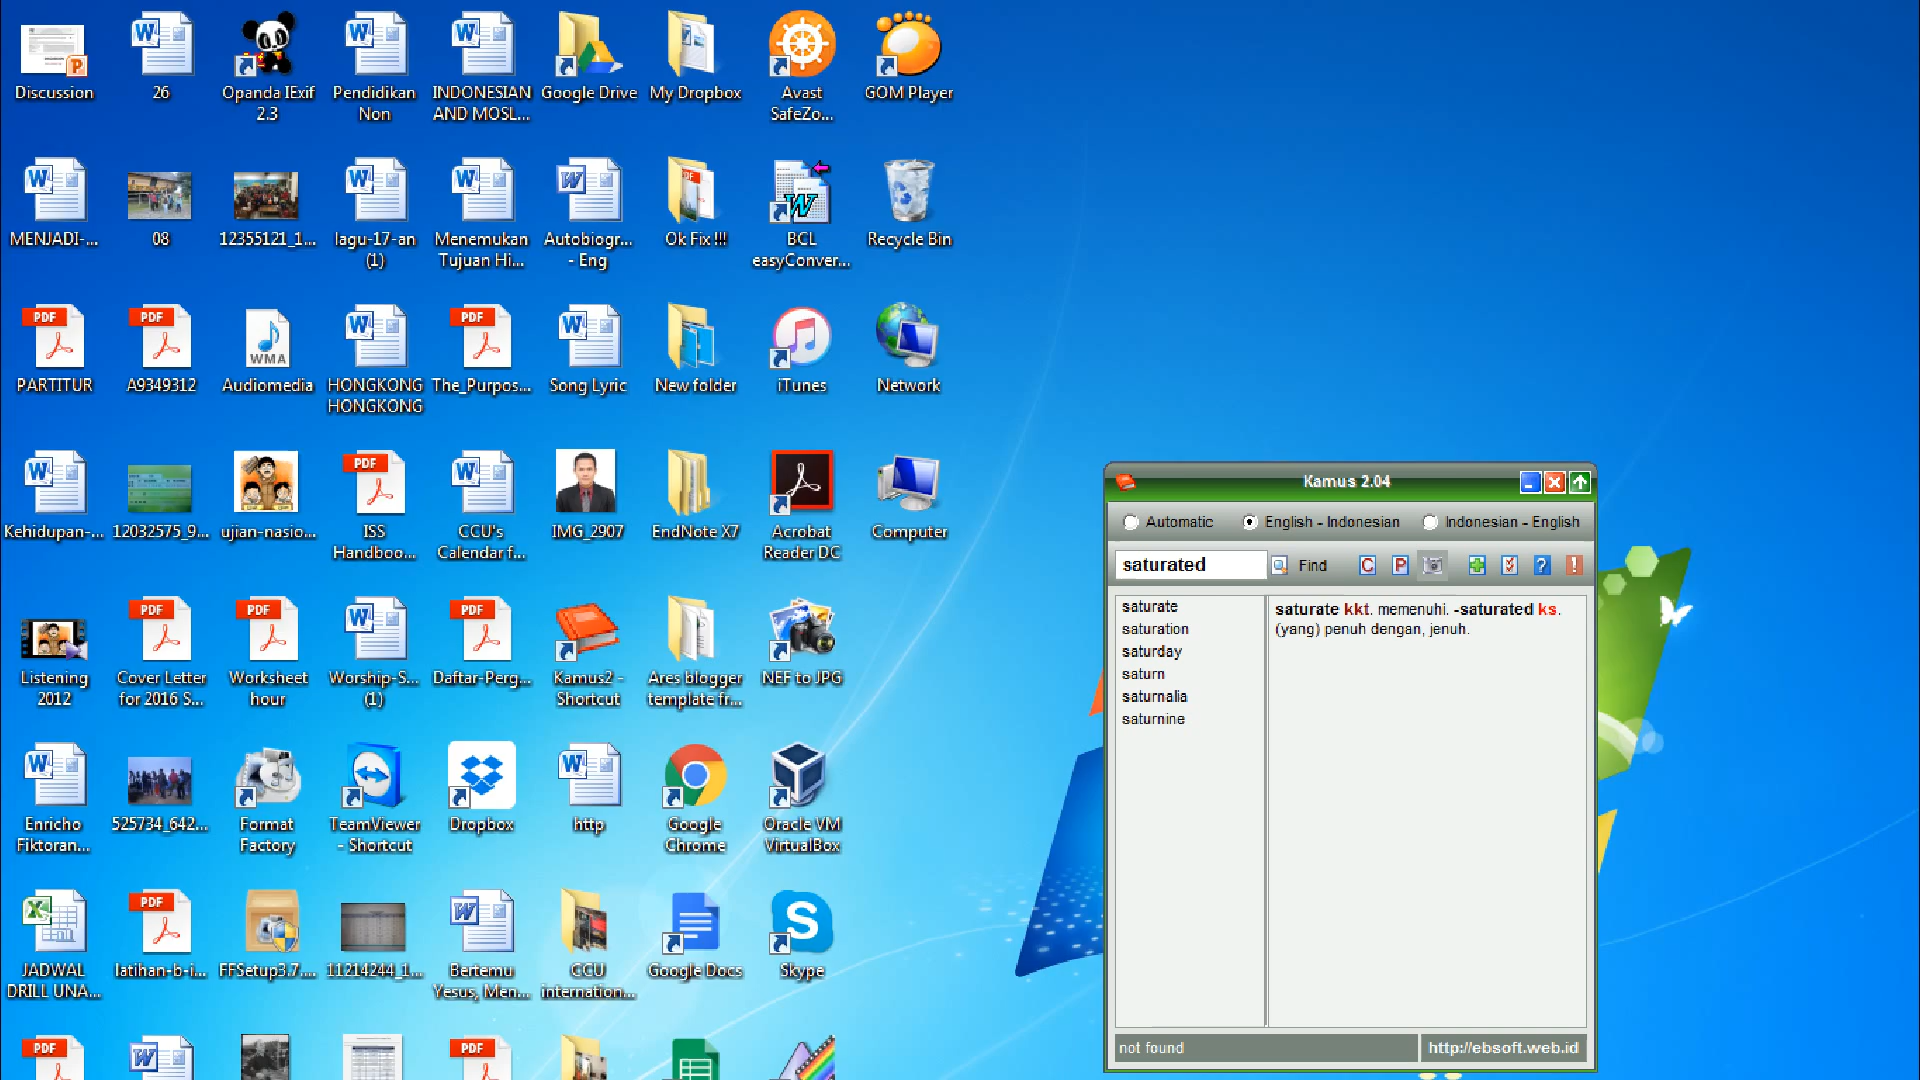 Discussion
26
Opanda IExif
2.3
Pendidikan
Non
INDONESIAN
AND MOSL...
Google Drive
My Dropbox
Avast
SafeZo...
GOM Player
MENJADI-...
08
12355121_1...
lagu-17-an
(1)
Menemukan
Tujuan Hi...
Autobiogr...
- Eng
Ok Fix !!!
BCL
easyConver...
Recycle Bin
PDF
PARTITUR
PDF
A9349312
WMA
Audiomedia
HONGKONG
HONGKONG
PDF
The_Purpos...
Song Lyric
New folder
iTunes
Network
Kehidupan-...
12032575_9...
ujian-nasio...
PDF
ISS
Handboo...
CCU's
Calendar f...
IMG_2907
EndNote X7
Acrobat
Reader DC
Computer
Listening
2012
PDF
Cover Letter
for 2016 S...
PDF
Worksheet
hour
Worship-S...
(1)
PDF
Daftar-Perg...
Kamus2 -
Shortcut
Ares blogger
template fr...
NEF to JPG
Enricho
Fiktoran...
525734_642...
Format
Factory
TeamViewer
- Shortcut
Dropbox
http
Google
Chrome
Oracle VM
VirtualBox
JADWAL
DRILL UNA...
PDF
latihan-b-i...
FFSetup3.7....
11214244_1...
Bertemu
Yesus, Men...
CCU
internation...
Google Docs
Skype
PDF
PDF
Kamus 2.04
Automatic
English - Indonesian
Indonesian - English
saturated
Find
C
P
?
!
saturate
saturation
saturday
saturn
saturnalia
saturnine
saturate kkt. memenuhi. -saturated ks.
(yang) penuh dengan, jenuh.
not found
http://ebsoft.web.id